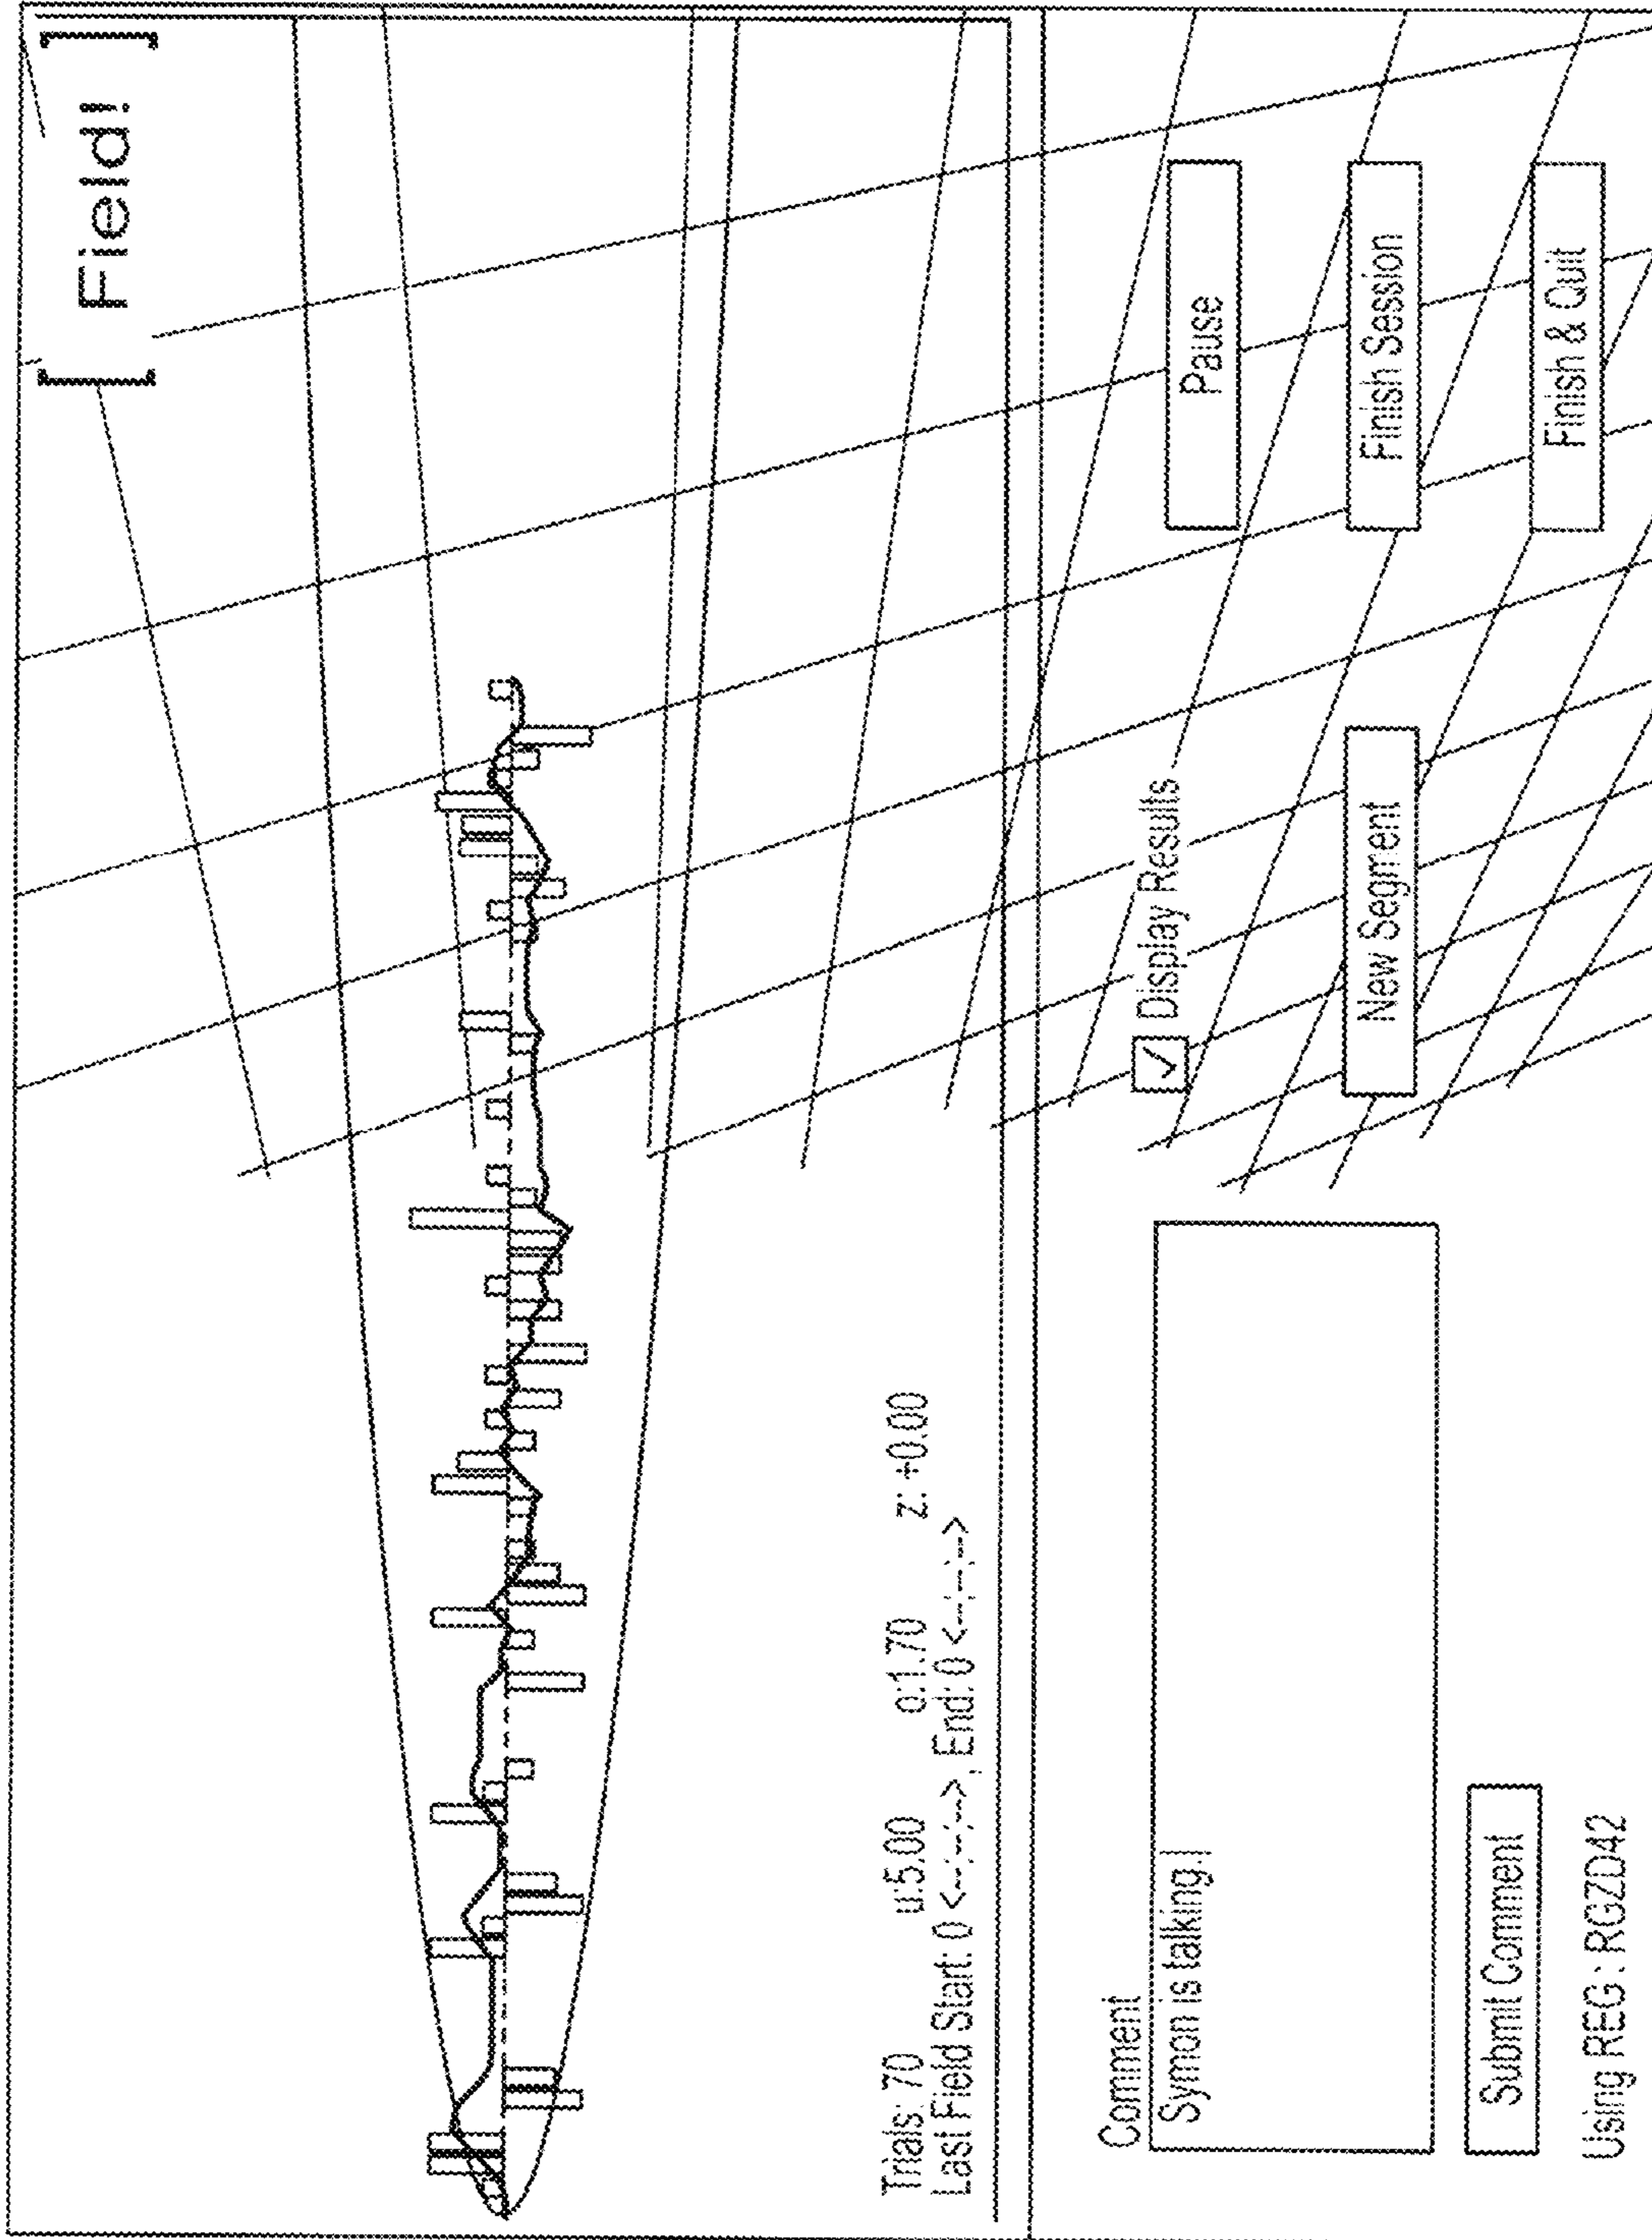 [ Field! ]
Trials: 70 u:5.00 σ:1.70 z: +0.00
Last Field Start: 0 <--:--:-->, End: 0 <--:--:-->
Comment
Symon is talking.
Display Results
Pause
New Segment
Finish Session
Submit Comment
Finish & Quit
Using REG : RGZD42